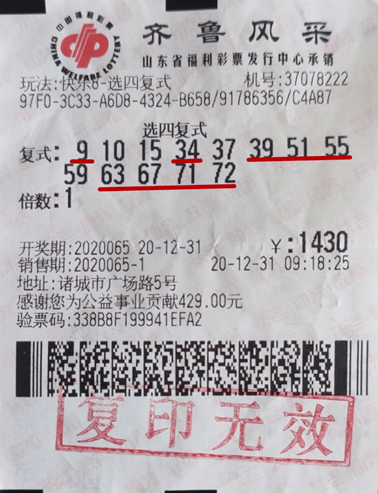 中国福利彩票
CHINA WELFARE LOTTERY
齐鲁风采
山东省福利彩票发行中心承销
玩法:快乐8-选四复式 机号:37078222
97F0-3C33-A6D8-4324-B658/91786356/C4A87
选四复式
复式: 9 10 15 34 37 39 51 55
59 63 67 71 72
倍数:1
开奖期:2020065 20-12-31 ¥:1430
销售期:2020065-1 20-12-31 09:18:25
地址:诸城市广场路5号
感谢您为公益事业贡献429.00元
验票码:338B8F199941EFA2
复印无效